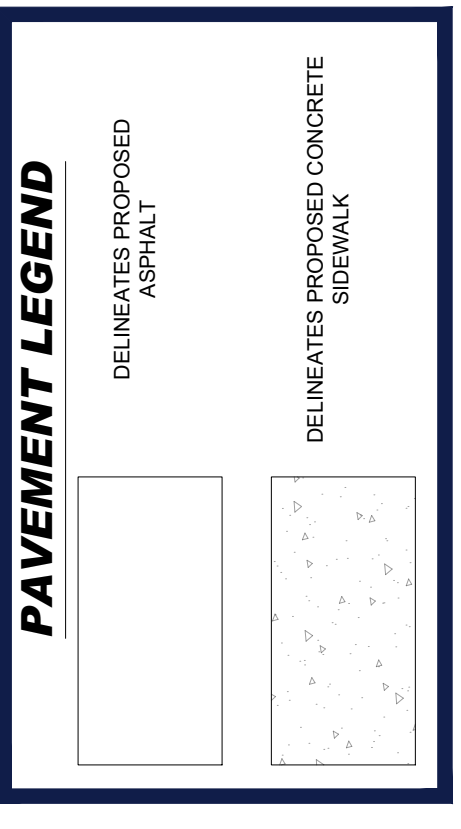 PAVEMENT LEGEND
DELINEATES PROPOSED
ASPHALT
DELINEATES PROPOSED CONCRETE
SIDEWALK